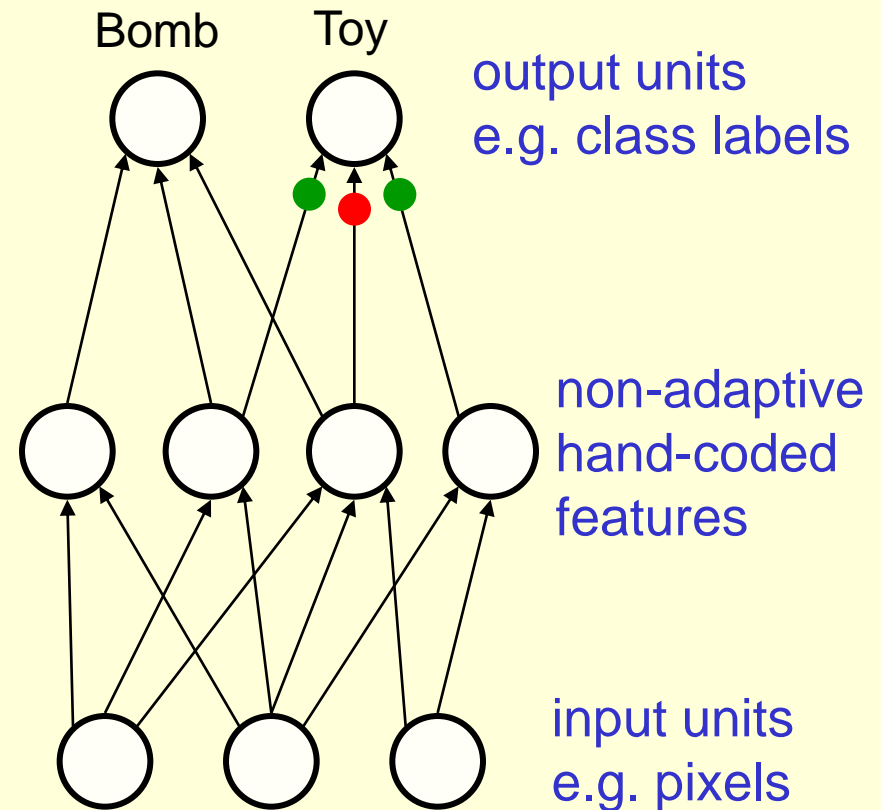 Bomb Toy
output units
e.g. class labels
non-adaptive
hand-coded
features
input units
e.g. pixels